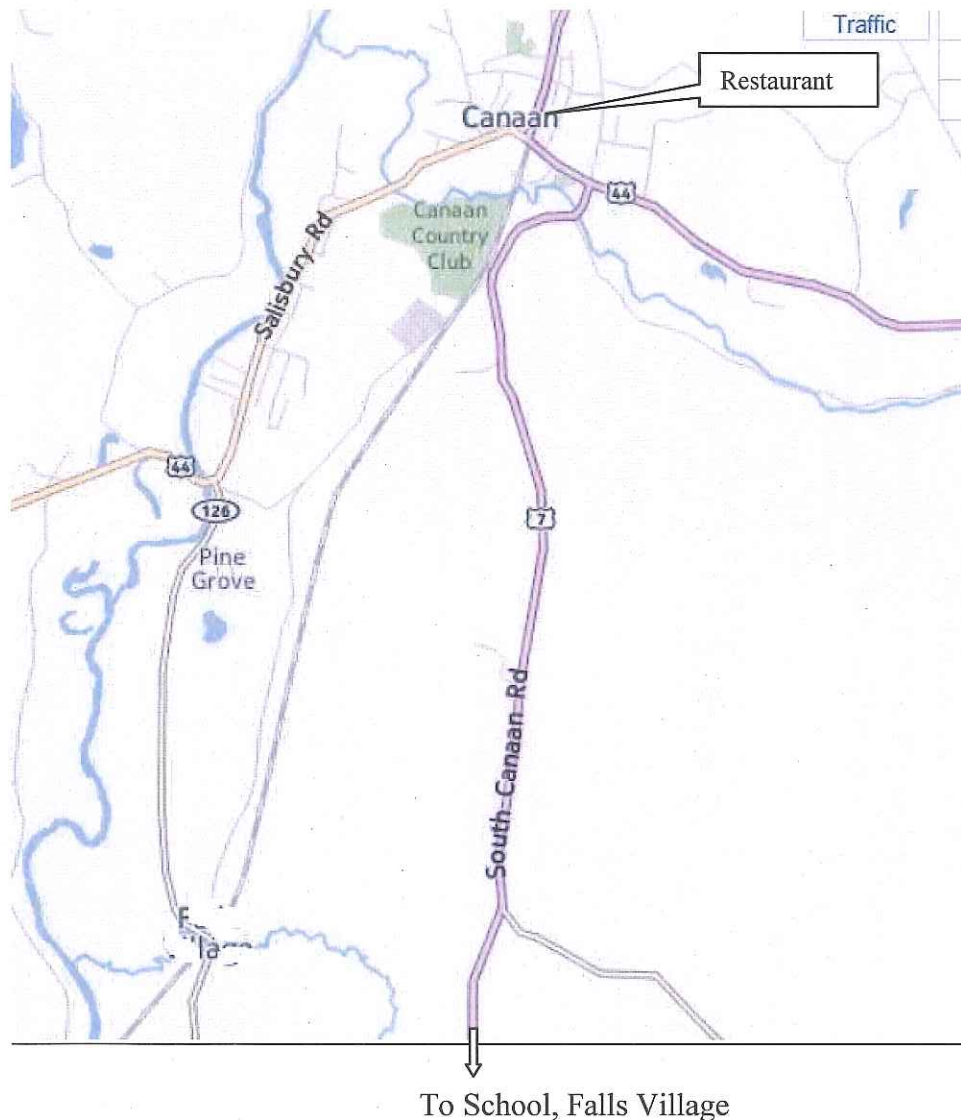 Traffic
Restaurant
Canaan
44
Canaan
Country
Club
Salisbury Rd
44
126
7
Pine
Grove
South Canaan Rd
To School, Falls Village